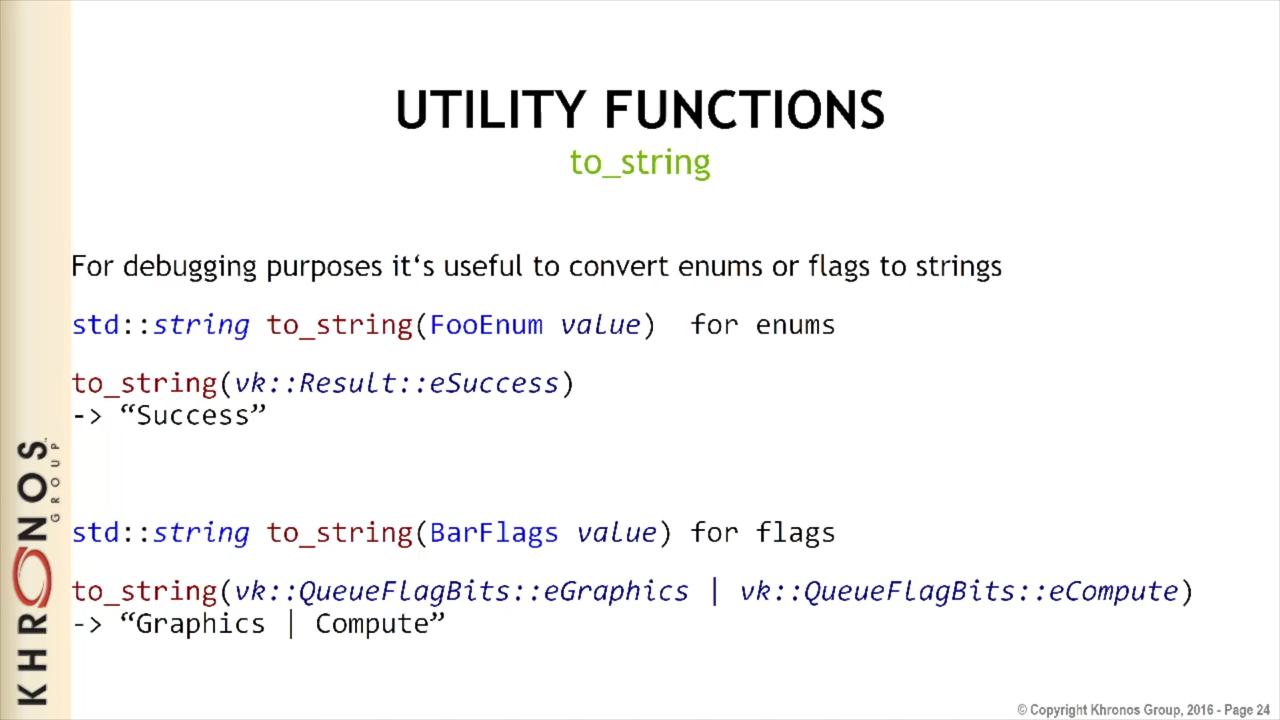 UTILITY FUNCTIONS
to_string
For debugging purposes it‘s useful to convert enums or flags to strings
std::string to_string(FooEnum value)  for enums
to_string(vk::Result::eSuccess)
-> “Success”
std::string to_string(BarFlags value) for flags
to_string(vk::QueueFlagBits::eGraphics | vk::QueueFlagBits::eCompute)
-> “Graphics | Compute”
KHRONOS
GROUP
© Copyright Khronos Group, 2016 - Page 24